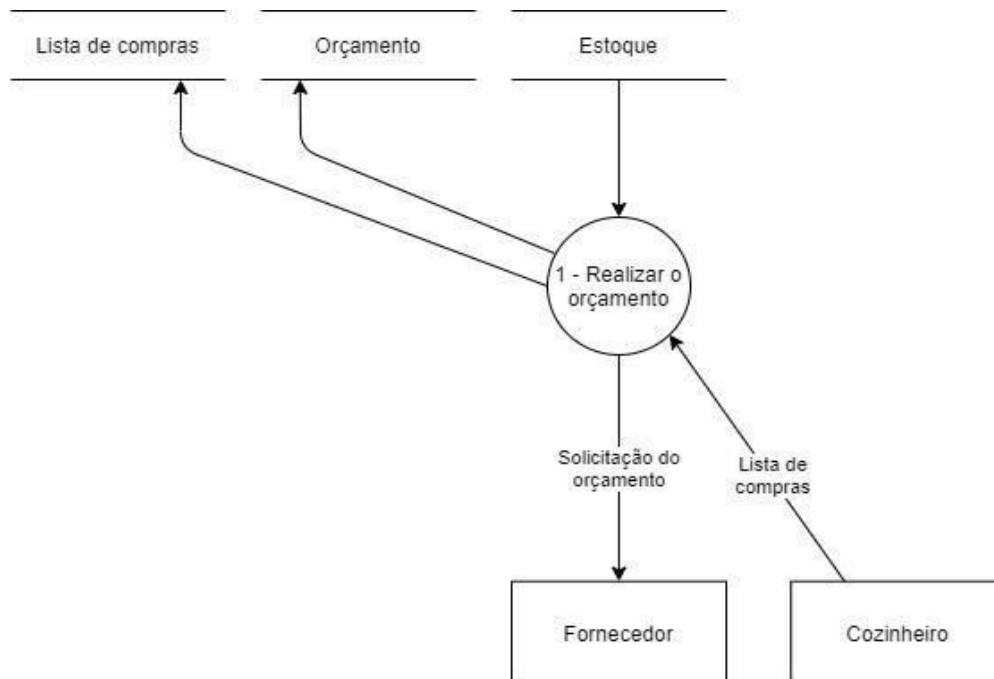 Lista de compras
Orçamento
Estoque
1 - Realizar o
orçamento
Solicitação do
orçamento
Lista de
compras
Fornecedor
Cozinheiro